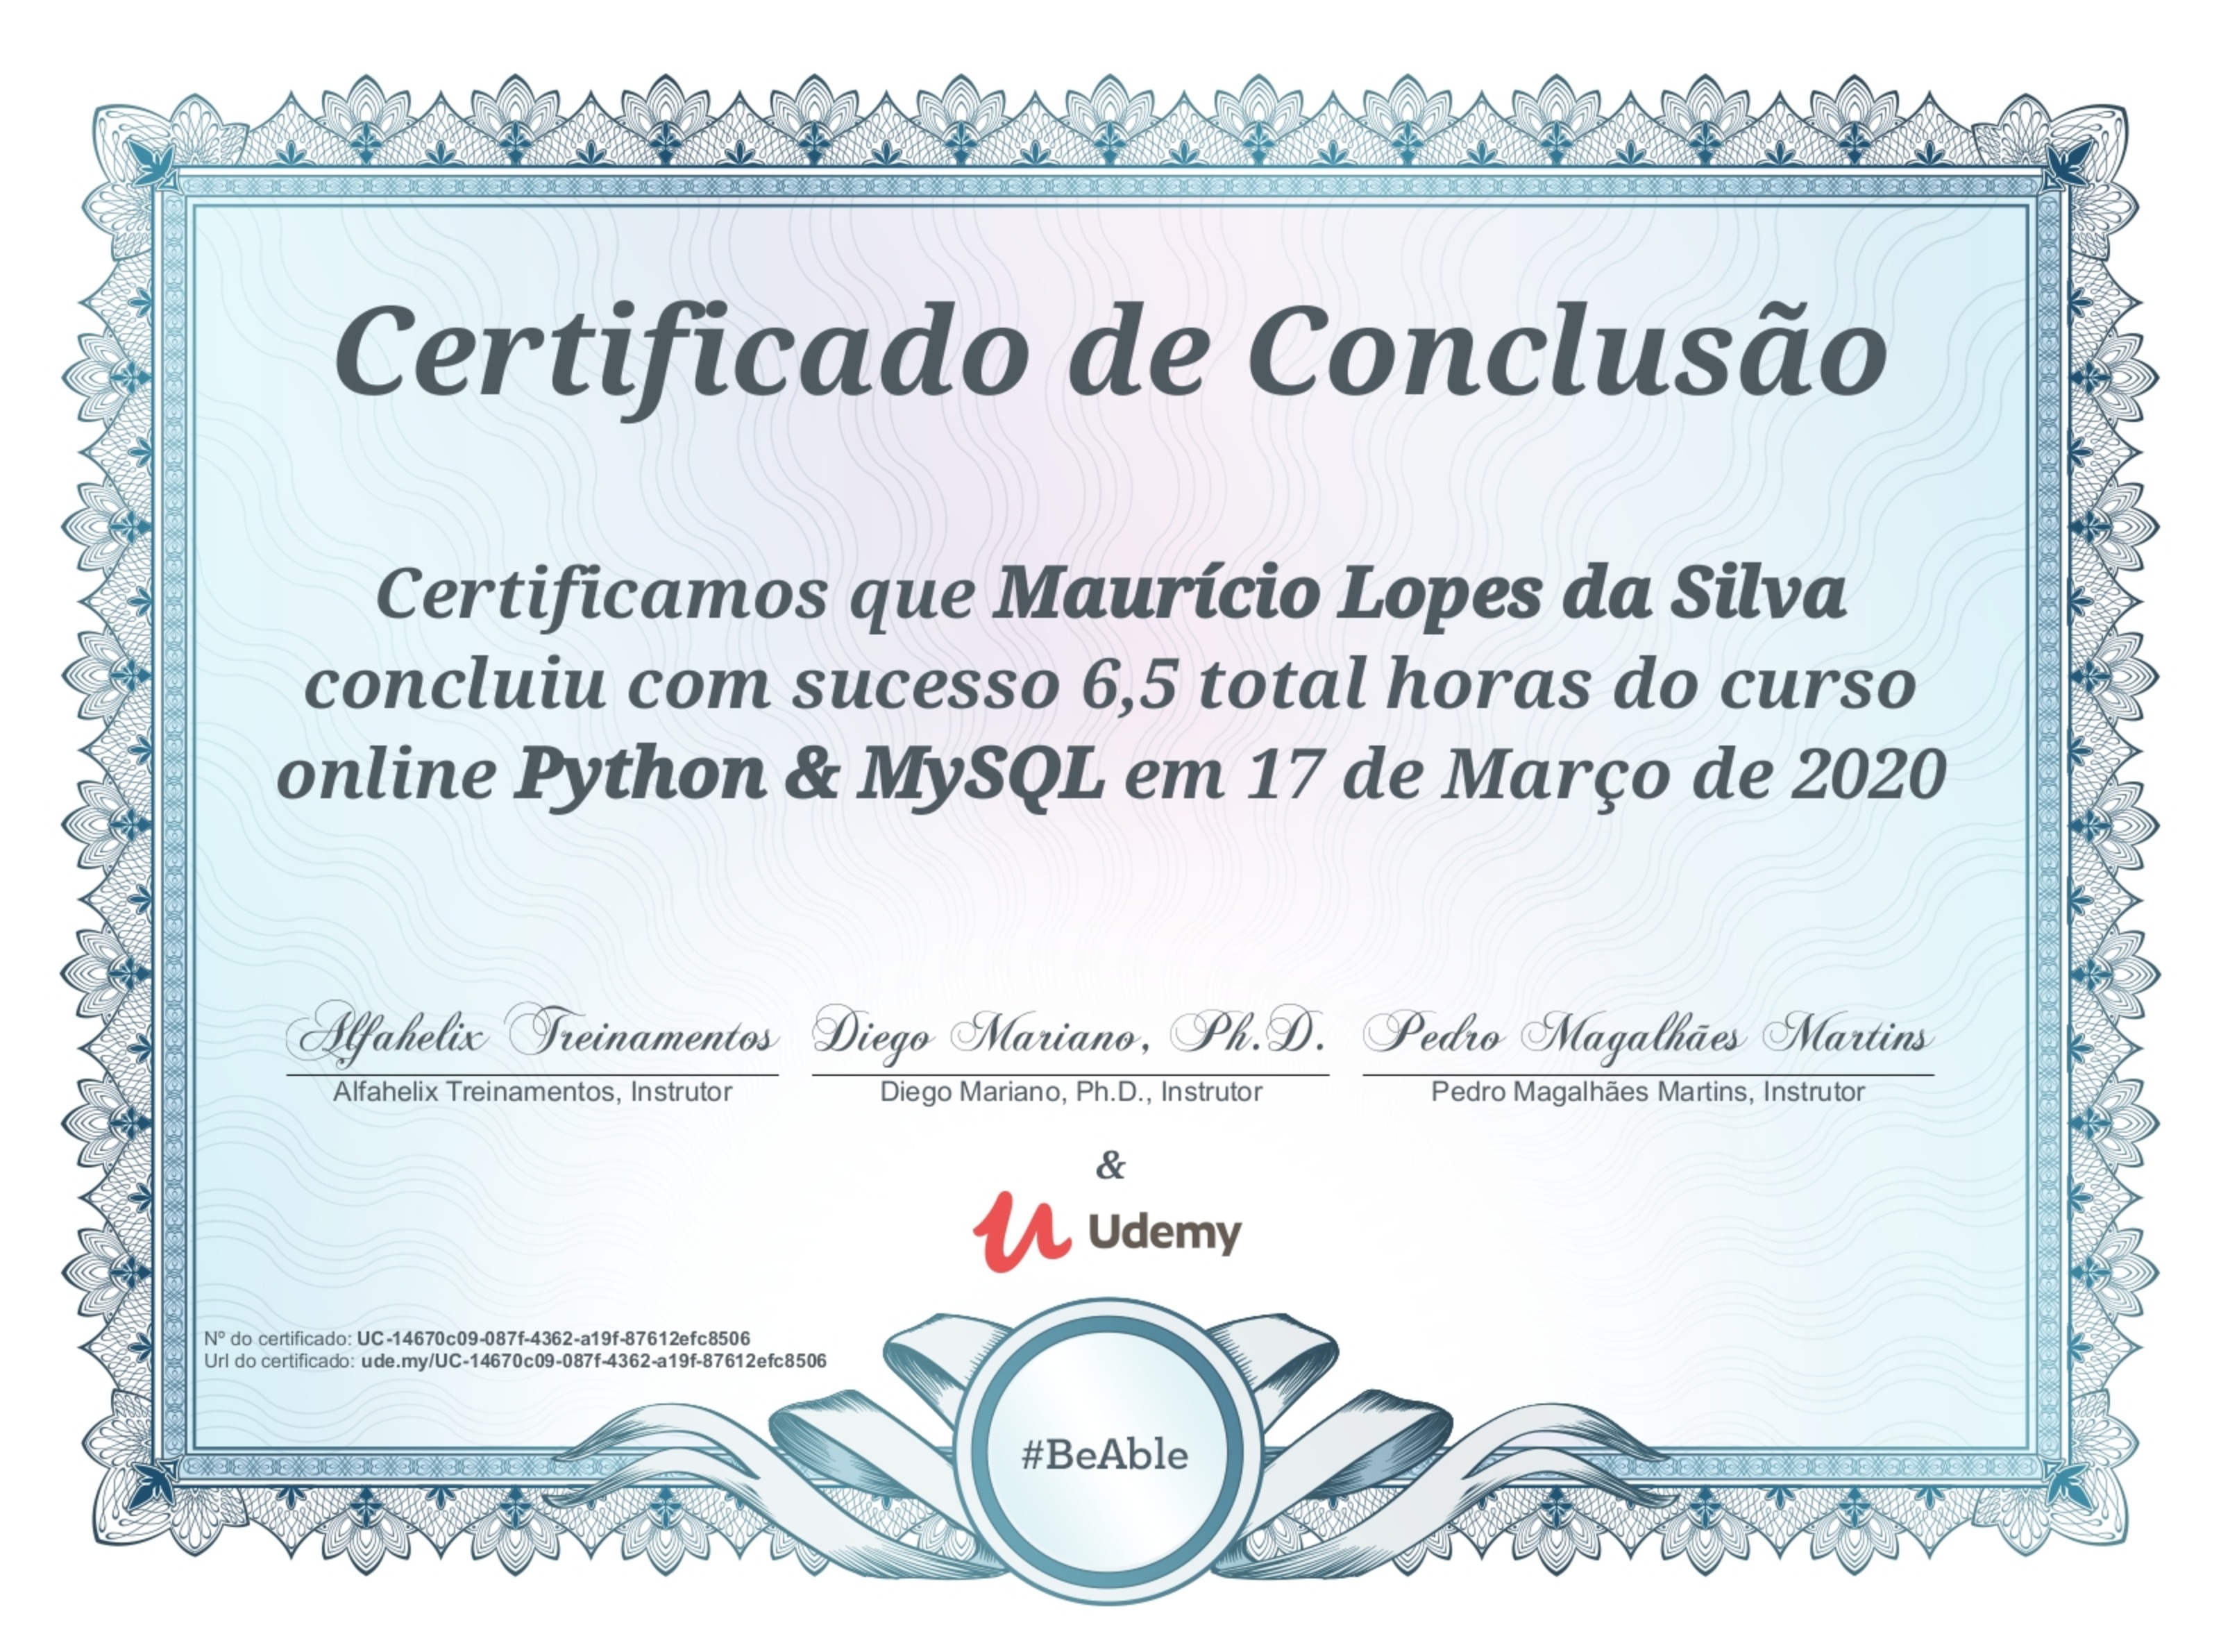 Certificado de Conclusão
Certificamos que Maurício Lopes da Silva
concluiu com sucesso 6,5 total horas do curso
online Python & MySQL em 17 de Março de 2020
Alfahelix Treinamentos Diego Mariano, Ph.D. Pedro Magalhães Martins
Alfahelix Treinamentos, Instrutor Diego Mariano, Ph.D., Instrutor Pedro Magalhães Martins, Instrutor
&
Udemy
Nº do certificado: UC-14670c09-087f-4362-a19f-87612efc8506
Url do certificado: ude.my/UC-14670c09-087f-4362-a19f-87612efc8506
#BeAble